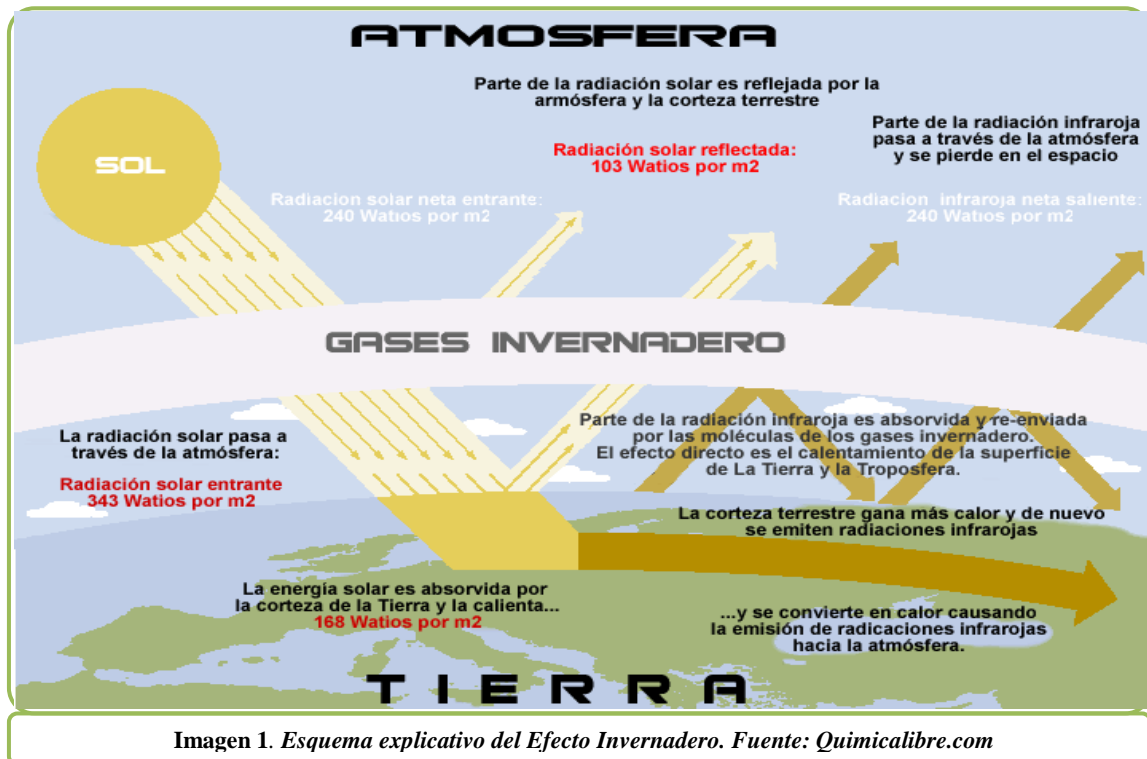 ATMOSFERA
Parte de la radiación solar es reflejada por la
armósfera y la corteza terrestre
Parte de la radiación infraroja
pasa a través de la atmósfera
y se pierde en el espacio
Radiación solar reflectada:
103 Watios por m2
SOL
Radiacion solar neta entrante:
240 Watios por m2
Radiacion infraroja neta saliente:
240 Watios por m2
GASES INVERNADERO
La radiación solar pasa a
través de la atmósfera:
Radiación solar entrante
343 Watios por m2
Parte de la radiación infraroja es absorvida y re-enviada
por las moléculas de los gases invernadero.
El efecto directo es el calentamiento de la superficie
de La Tierra y la Troposfera.
La corteza terrestre gana más calor y de nuevo
se emiten radiaciones infrarojas
La energía solar es absorvida por
la corteza de la Tierra y la calienta...
168 Watios por m2
...y se convierte en calor causando
la emisión de radicaciones infrarojas
hacia la atmósfera.
TIERRA
Imagen 1. Esquema explicativo del Efecto Invernadero. Fuente: Quimicalibre.com